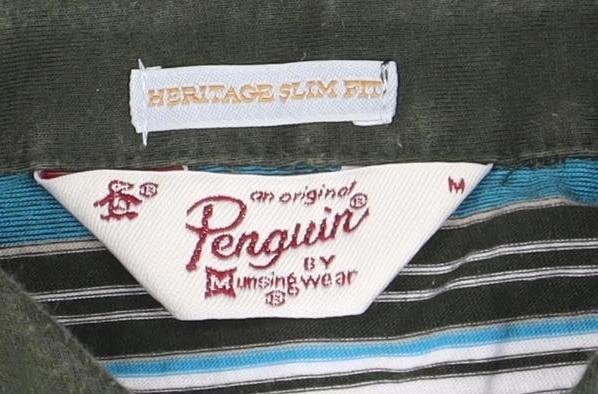 HERITAGE SLIM FIT
M
an original
Penguin®
BY
Munsingwear
®
®